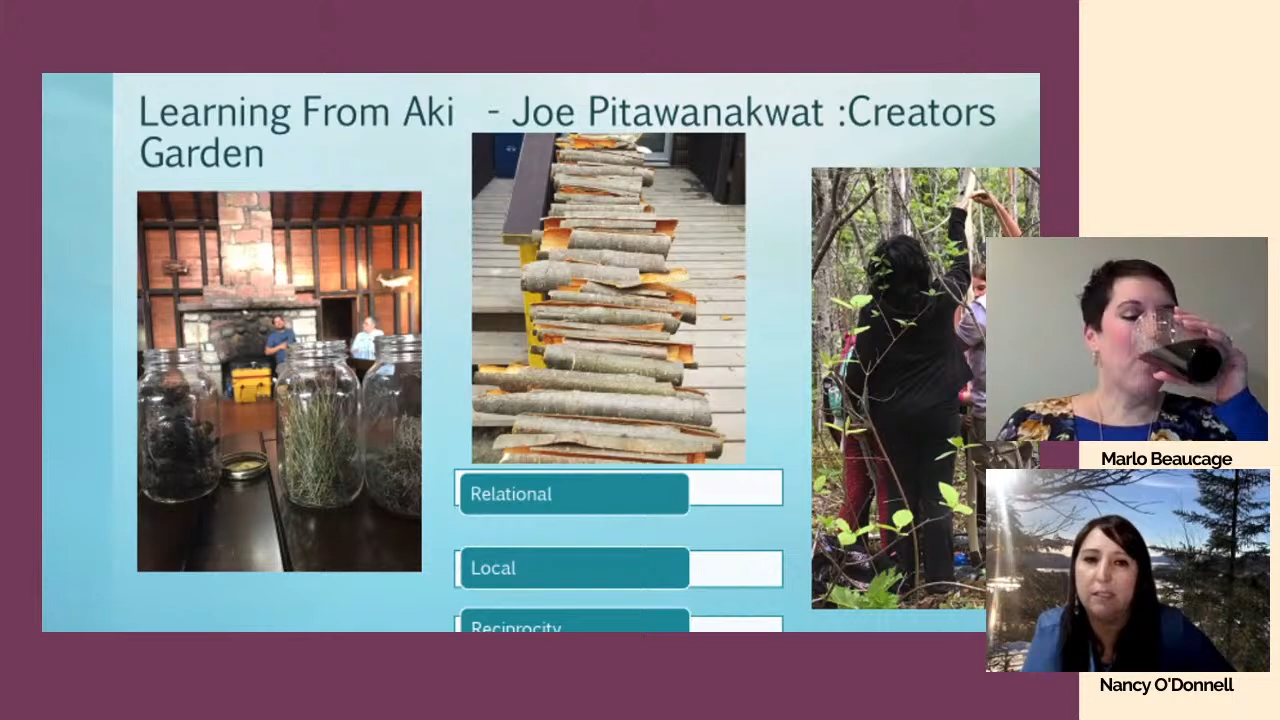 Learning From Aki - Joe Pitawanakwat :Creators
Garden
Relational
Local
Reciprocity
Marlo Beaucage
Nancy O'Donnell